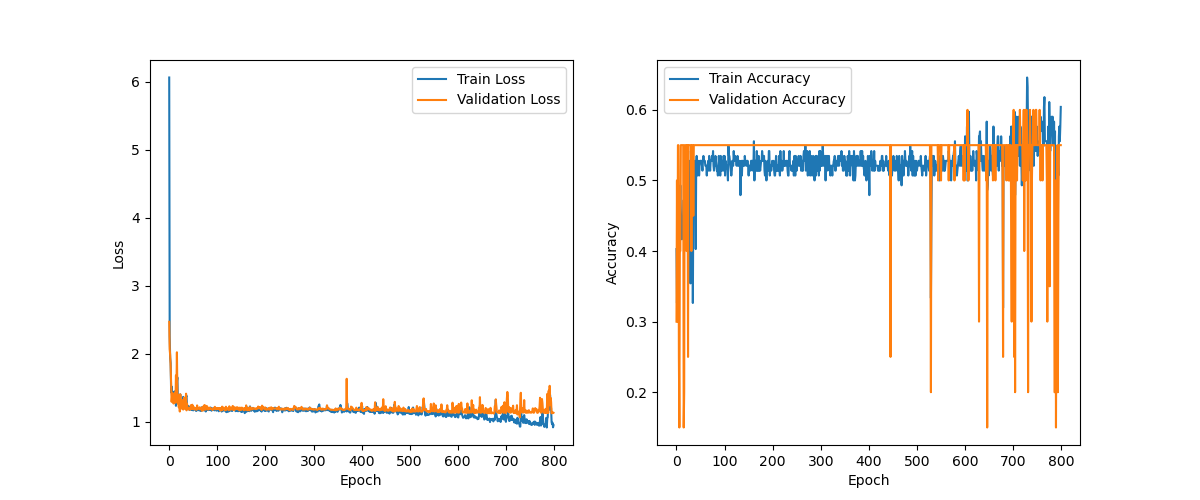 Train Loss
Validation Loss
6
5
4
3
2
1
Loss
0 100 200 300 400 500 600 700 800
Epoch
Train Accuracy
Validation Accuracy
0.6
0.5
0.4
0.3
0.2
Accuracy
0 100 200 300 400 500 600 700 800
Epoch